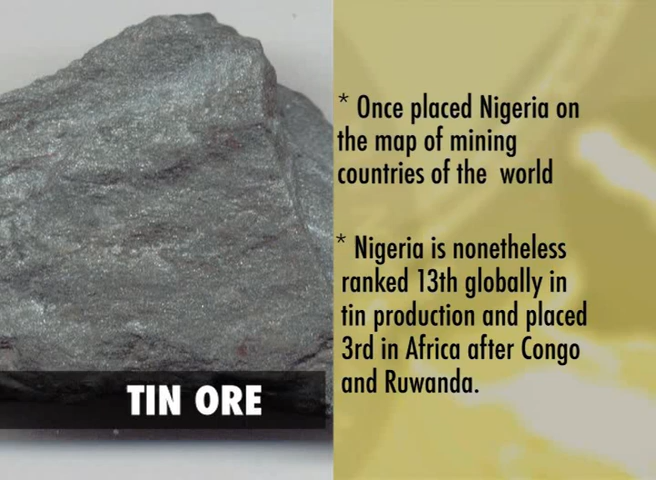 * Once placed Nigeria on
the map of mining
countries of the world
* Nigeria is nonetheless
ranked 13th globally in
tin production and placed
3rd in Africa after Congo
and Ruwanda.
TIN ORE